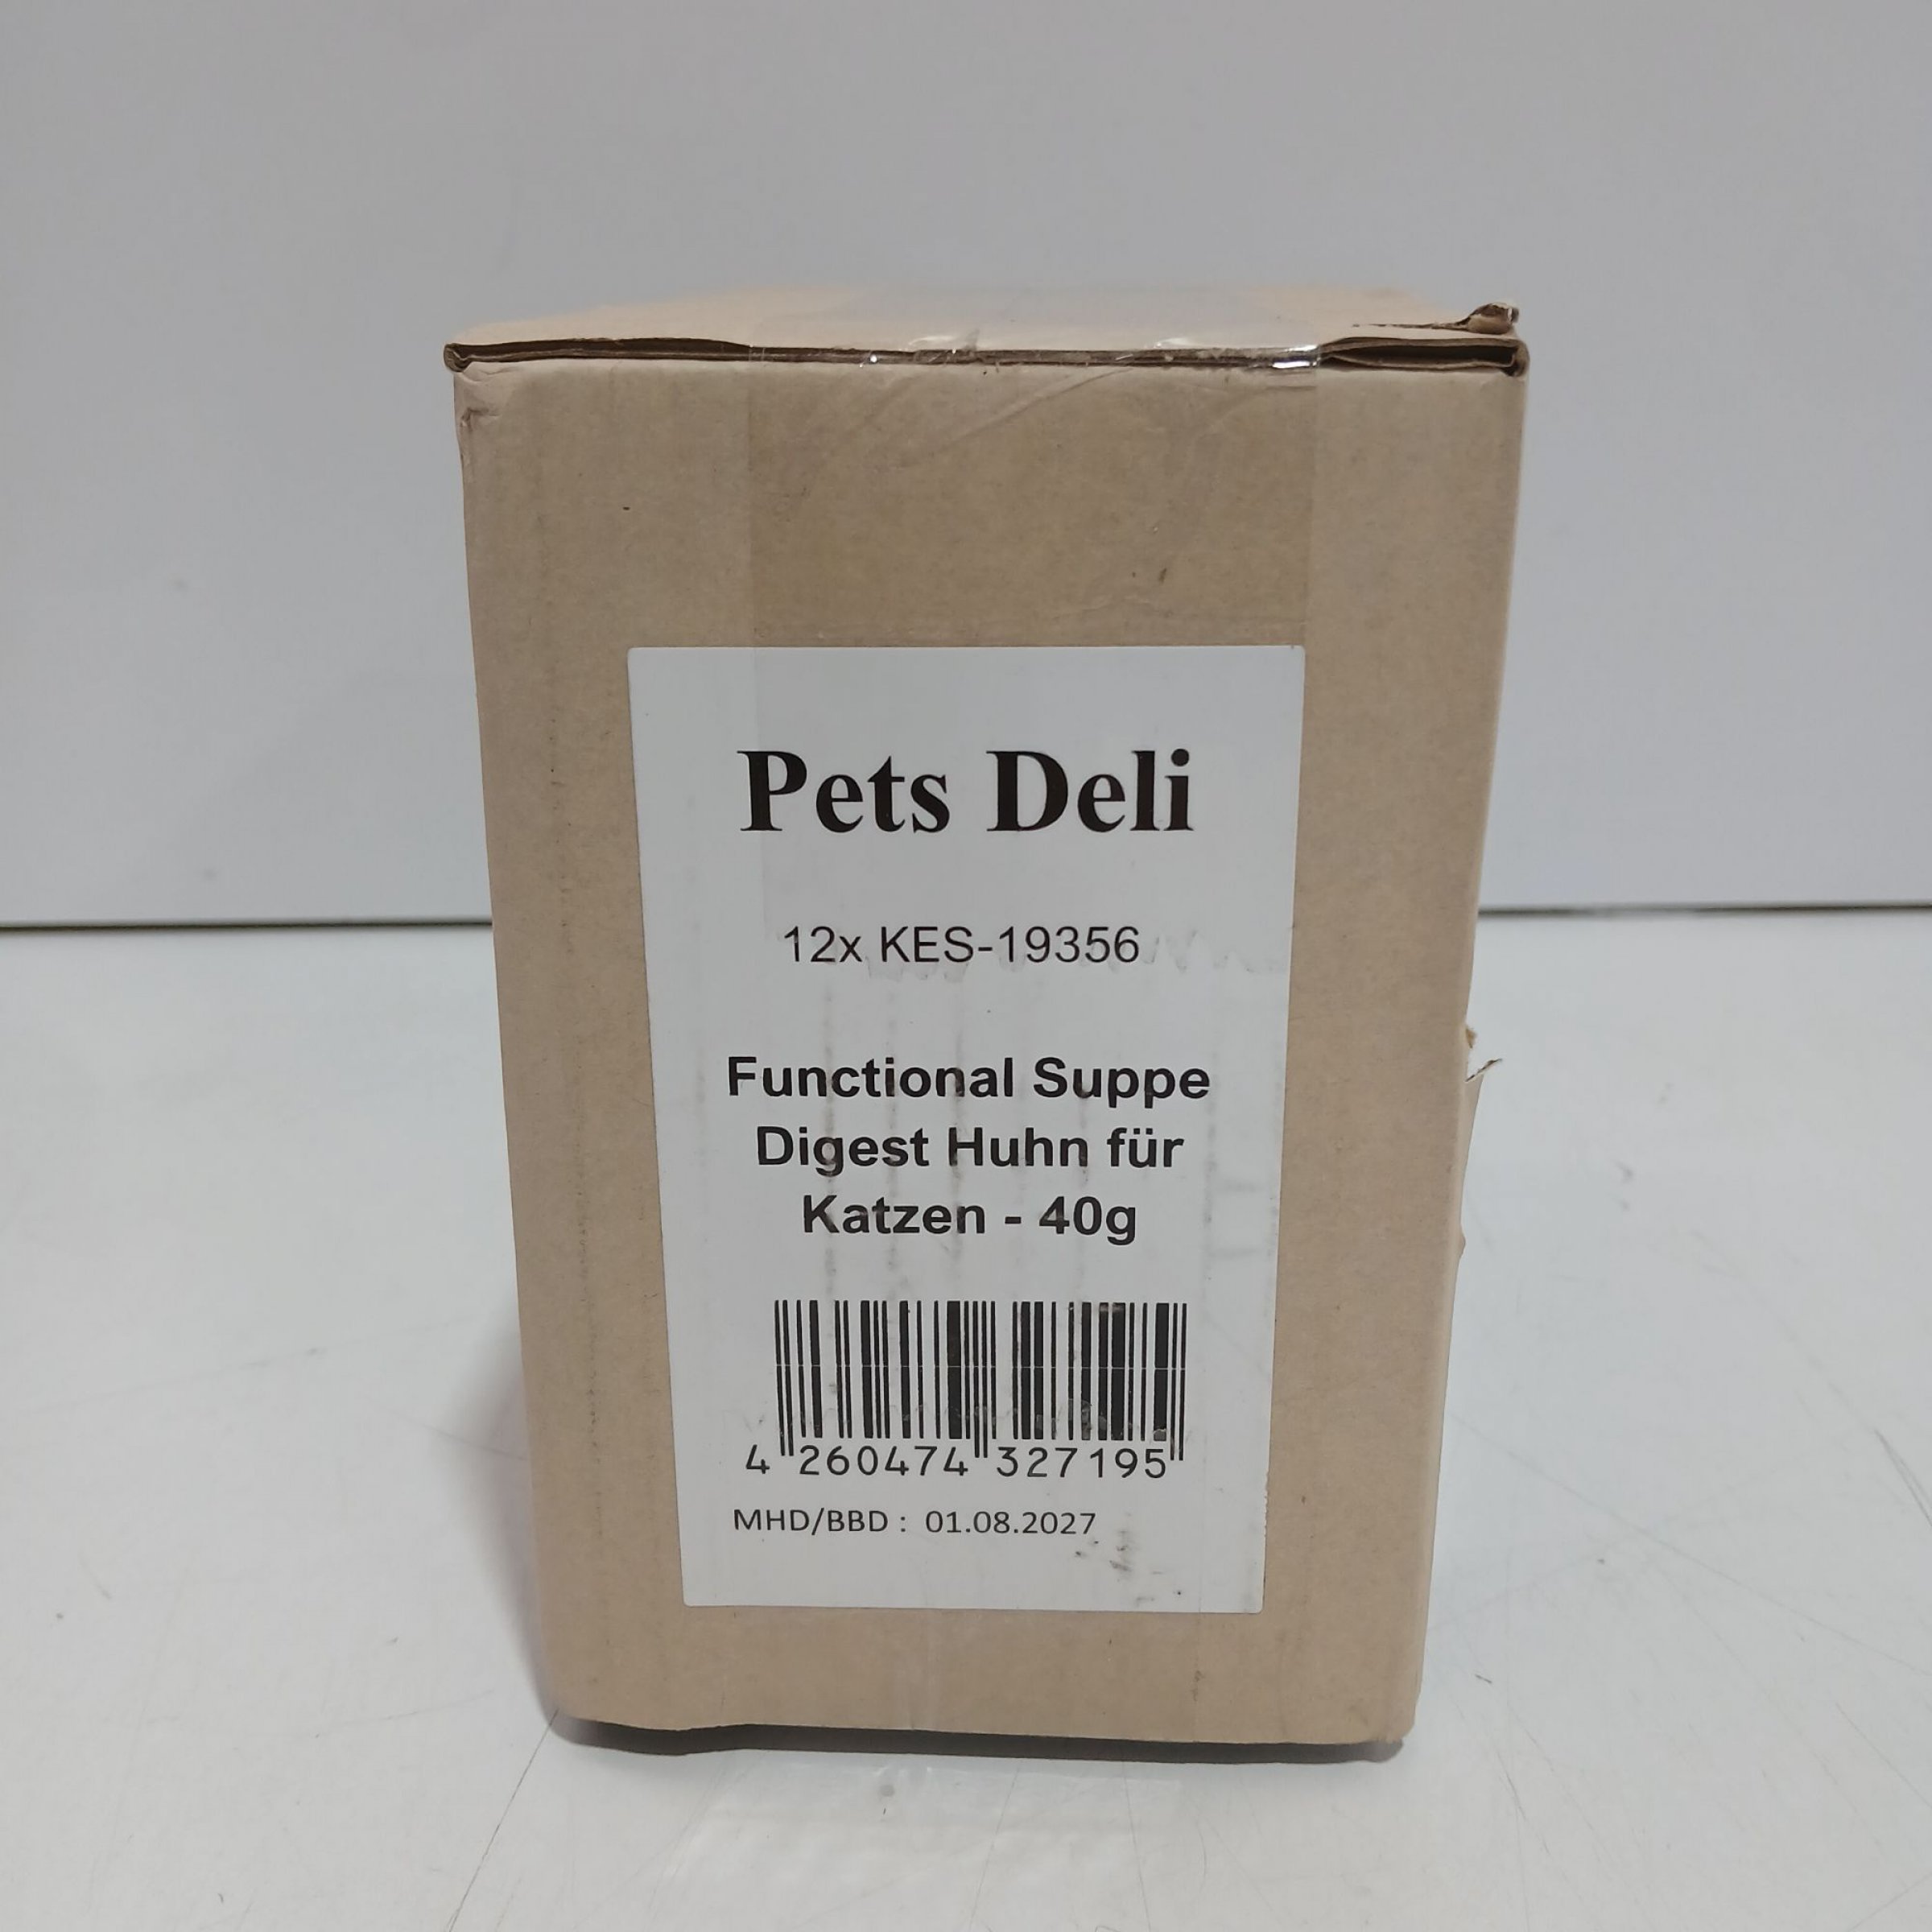 Pets Deli
12x KES-19356
Functional Suppe
Digest Huhn für
Katzen - 40g
4 260474 327195
MHD/BBD : 01.08.2027